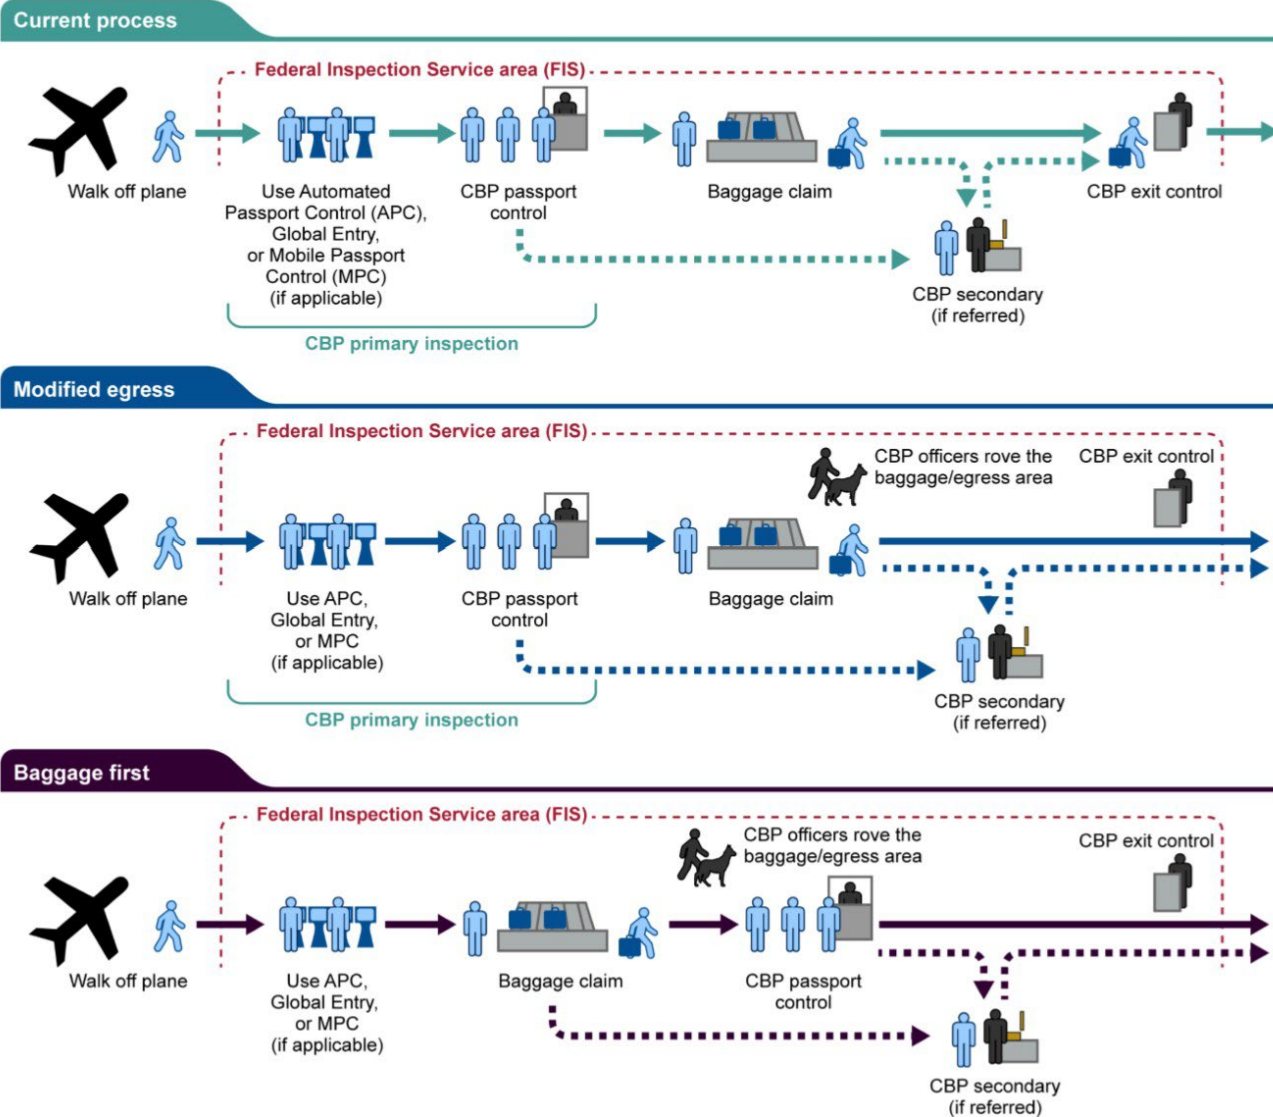 Current process
Federal Inspection Service area (FIS)
Walk off plane
Use Automated
Passport Control (APC),
Global Entry,
or Mobile Passport
Control (MPC)
(if applicable)
CBP passport
control
Baggage claim
CBP exit control
CBP secondary
(if referred)
CBP primary inspection
Modified egress
Federal Inspection Service area (FIS)
CBP officers rove the
baggage/egress area
CBP exit control
Walk off plane
Use APC,
Global Entry,
or MPC
(if applicable)
CBP passport
control
Baggage claim
CBP secondary
(if referred)
CBP primary inspection
Baggage first
Federal Inspection Service area (FIS)
CBP officers rove the
baggage/egress area
CBP exit control
Walk off plane
Use APC,
Global Entry,
or MPC
(if applicable)
Baggage claim
CBP passport
control
CBP secondary
(if referred)